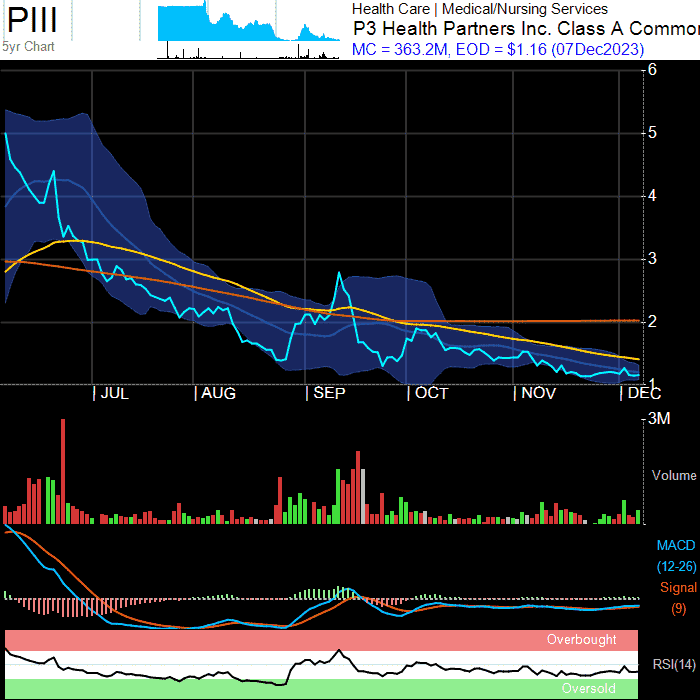 PIII
5yr Chart
Health Care | Medical/Nursing Services
P3 Health Partners Inc. Class A Commo
MC = 363.2M, EOD = $1.16 (07Dec2023)
6
5
4
3
2
1
| JUL | AUG | SEP | OCT | NOV | DEC
3M
Volume
MACD
(12-26)
Signal
(9)
Overbought
RSI(14)
Oversold